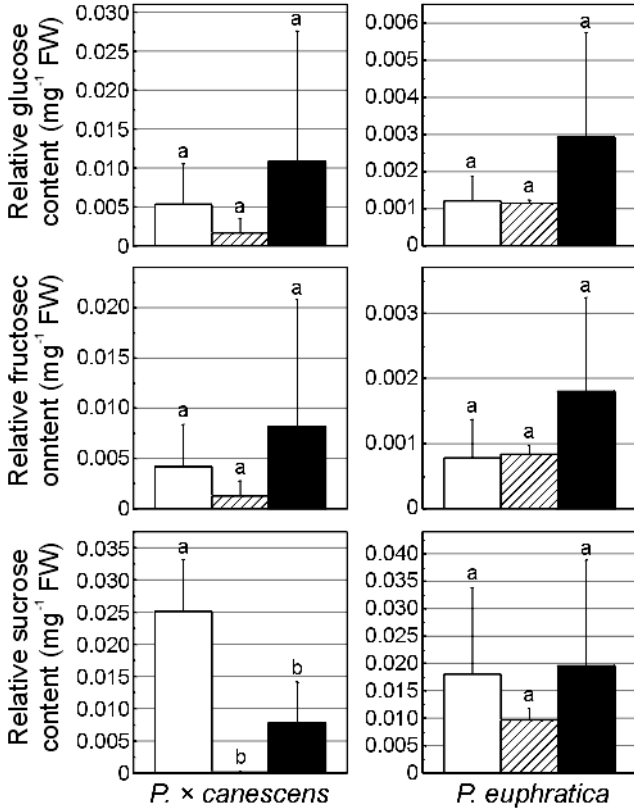 Relative glucose
content (mg⁻¹ FW)
0.030
0.025
0.020
0.015
0.010
0.005
0
a
a
a
0.006
0.005
0.004
0.003
0.002
0.001
0
a
a
a
Relative fructosec
onntent (mg⁻¹ FW)
0.020
0.015
0.010
0.005
0
a
a
a
0.003
0.002
0.001
0
a
a
a
Relative sucrose
content (mg⁻¹ FW)
0.035
0.030
0.025
0.020
0.015
0.010
0.005
0
a
b
b
0.040
0.035
0.030
0.025
0.020
0.015
0.010
0.005
0.000
a
a
a
P. × canescens
P. euphratica